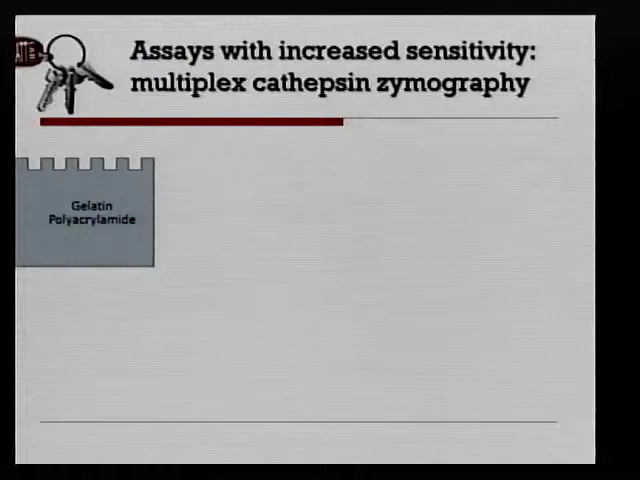 Assays with increased sensitivity:
multiplex cathepsin zymography
Gelatin
Polyacrylamide